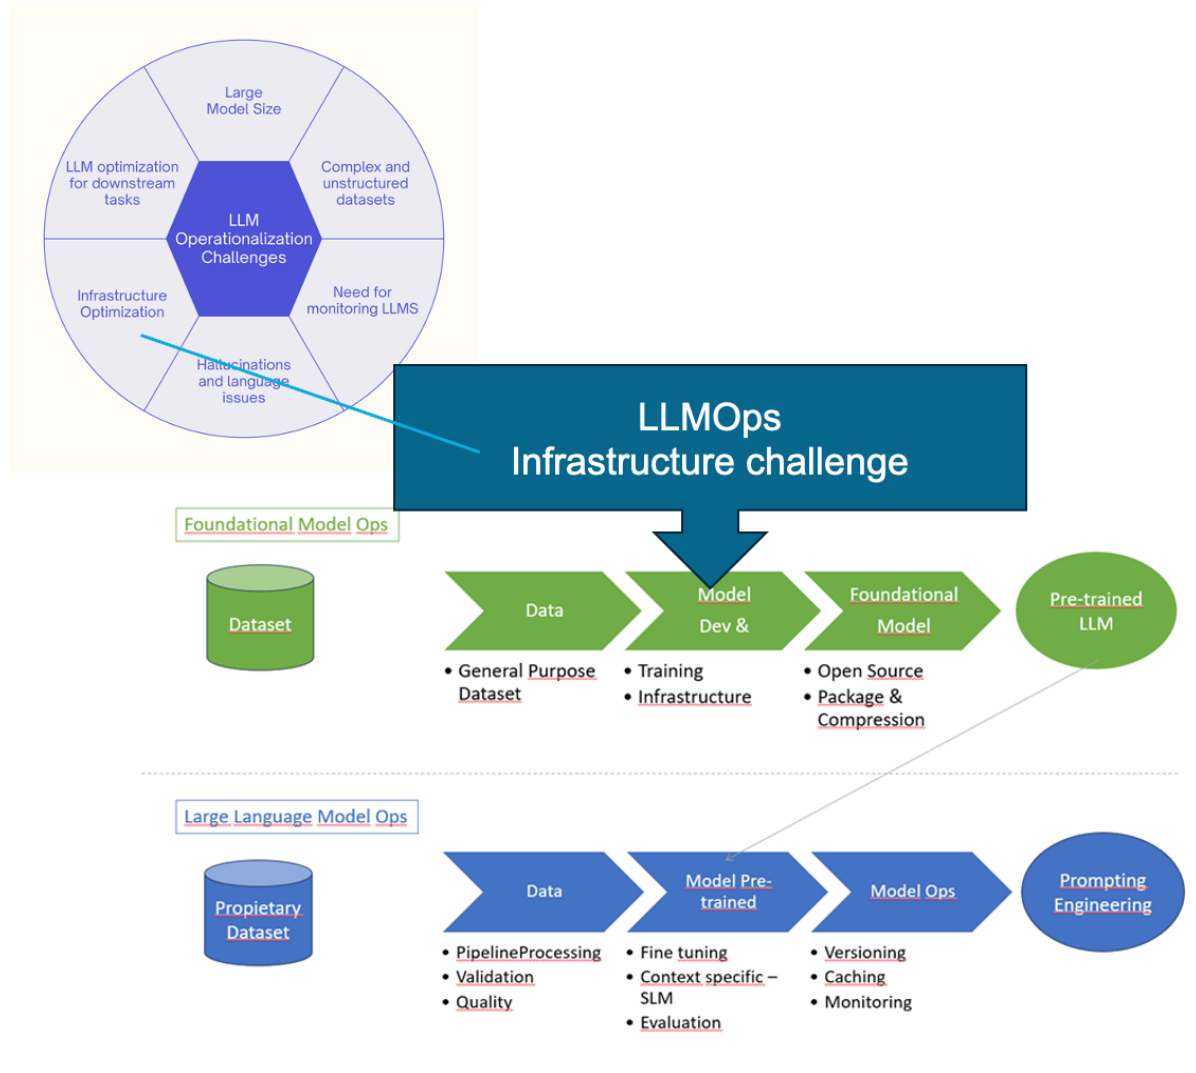 Large
Model Size
LLM optimization
for downstream
tasks
Complex and
unstructured
datasets
LLM
Operationalization
Challenges
Infrastructure
Optimization
Need for
monitoring LLMS
Hallucinations
and language
issues
LLMOps
Infrastructure challenge
Foundational Model Ops
Dataset
Data
Model
Dev &
Foundational
Model
Pre-trained
LLM
• General Purpose
Dataset
• Training
• Infrastructure
• Open Source
• Package &
Compression
Large Language Model Ops
Propietary
Dataset
Data
Model Pre-
trained
Model Ops
Prompting
Engineering
• PipelineProcessing
• Validation
• Quality
• Fine tuning
• Context specific –
SLM
• Evaluation
• Versioning
• Caching
• Monitoring